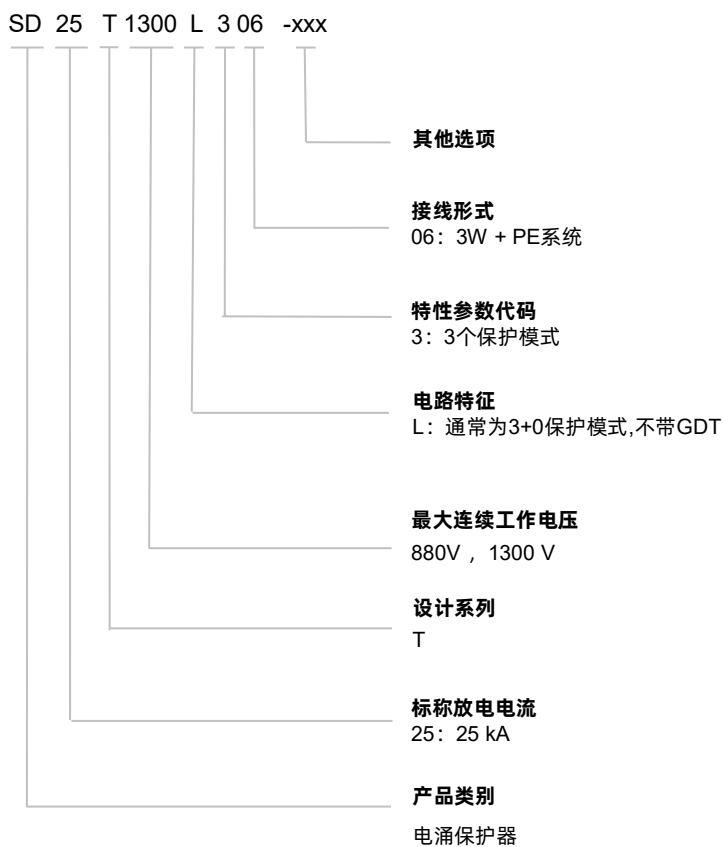 SD 25 T 1300 L 3 06 -xxx
其他选项
接线形式
06：3W + PE系统
特性参数代码
3：3个保护模式
电路特征
L：通常为3+0保护模式,不带GDT
最大连续工作电压
880V ，1300 V
设计系列
T
标称放电电流
25：25 kA
产品类别
电涌保护器